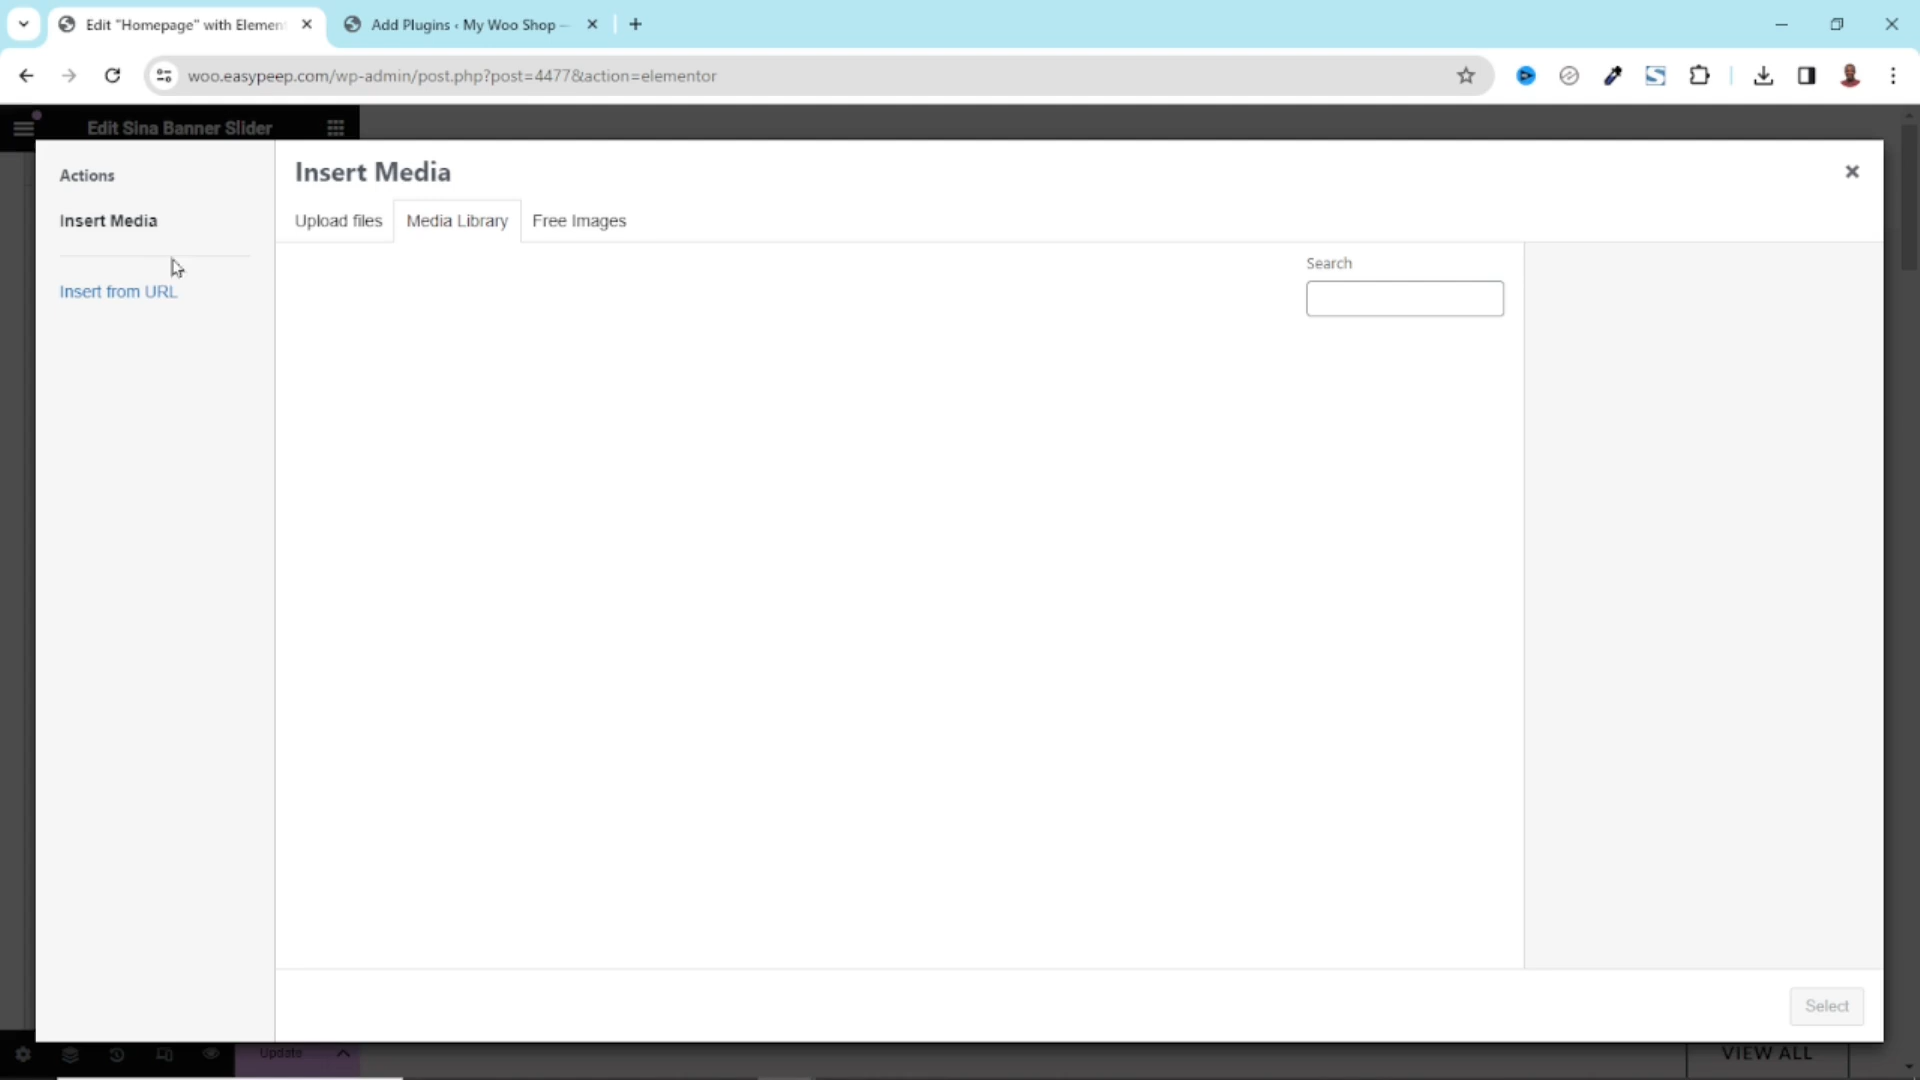 Edit "Homepage" with Elemen
Add Plugins ‹ My Woo Shop —
woo.easypeep.com/wp-admin/post.php?post=4477&action=elementor
Edit Sina Banner Slider
Actions
Insert Media
Insert from URL
Insert Media
Upload files
Media Library
Free Images
Search
Select
Update
VIEW ALL